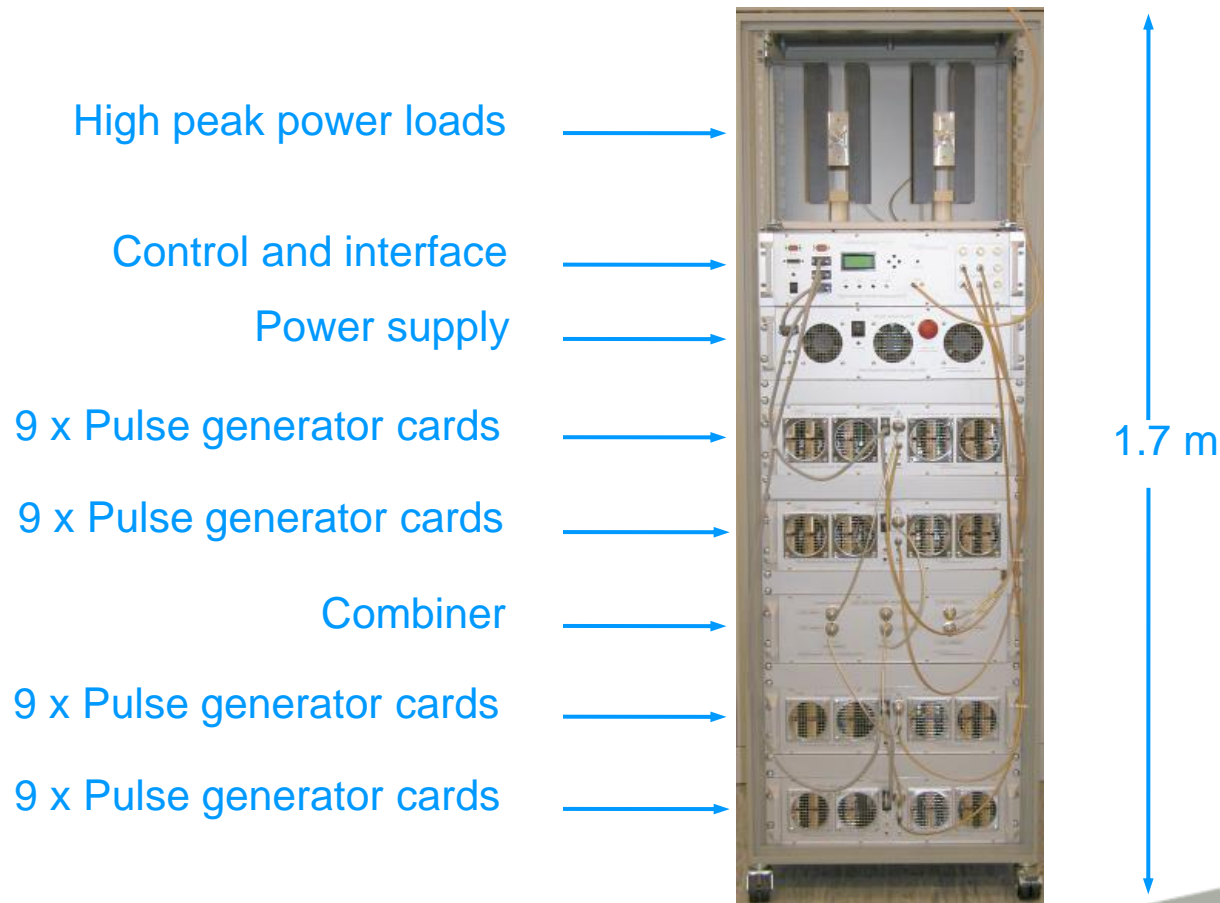 High peak power loads
Control and interface
Power supply
9 x Pulse generator cards
9 x Pulse generator cards
Combiner
9 x Pulse generator cards
9 x Pulse generator cards
1.7 m